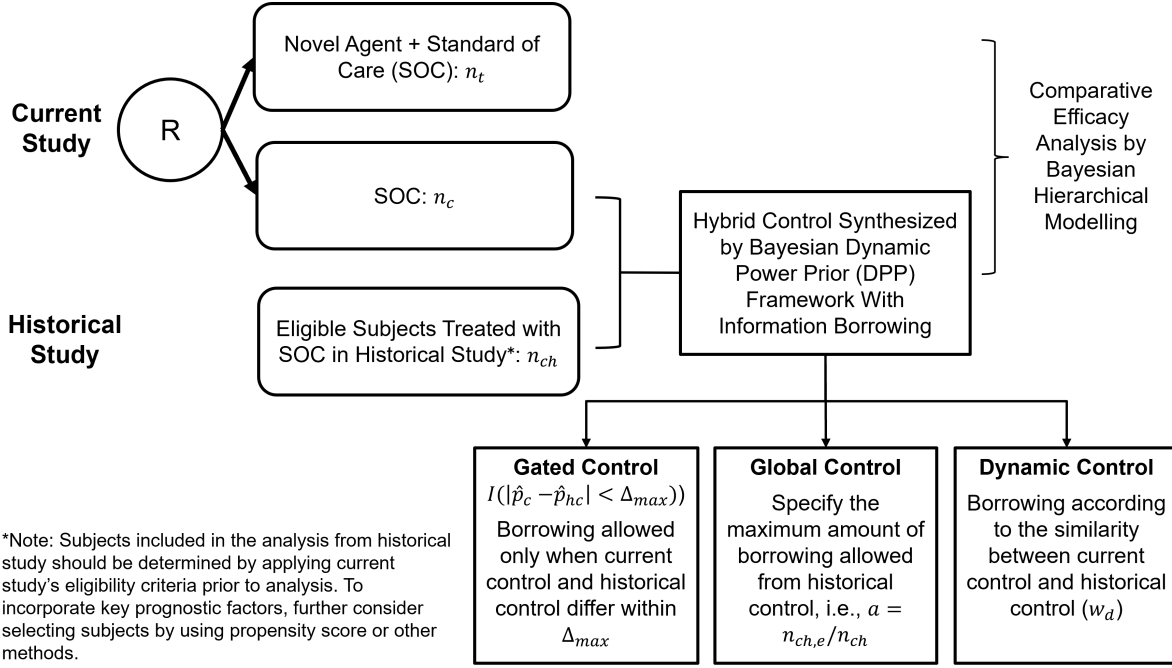 Novel Agent + Standard of
Care (SOC): n_t
Current
Study
R
SOC: n_c
Historical
Study
Eligible Subjects Treated with
SOC in Historical Study*: n_ch
Hybrid Control Synthesized
by Bayesian Dynamic
Power Prior (DPP)
Framework With
Information Borrowing
Comparative
Efficacy
Analysis by
Bayesian
Hierarchical
Modelling
Gated Control
I(|p̂_c − p̂_hc| < Δ_max))
Borrowing allowed
only when current
control and historical
control differ within
Δ_max
Global Control
Specify the
maximum amount of
borrowing allowed
from historical
control, i.e., a =
n_ch,e/n_ch
Dynamic Control
Borrowing according
to the similarity
between current
control and historical
control (w_d)
*Note: Subjects included in the analysis from historical
study should be determined by applying current
study's eligibility criteria prior to analysis. To
incorporate key prognostic factors, further consider
selecting subjects by using propensity score or other
methods.